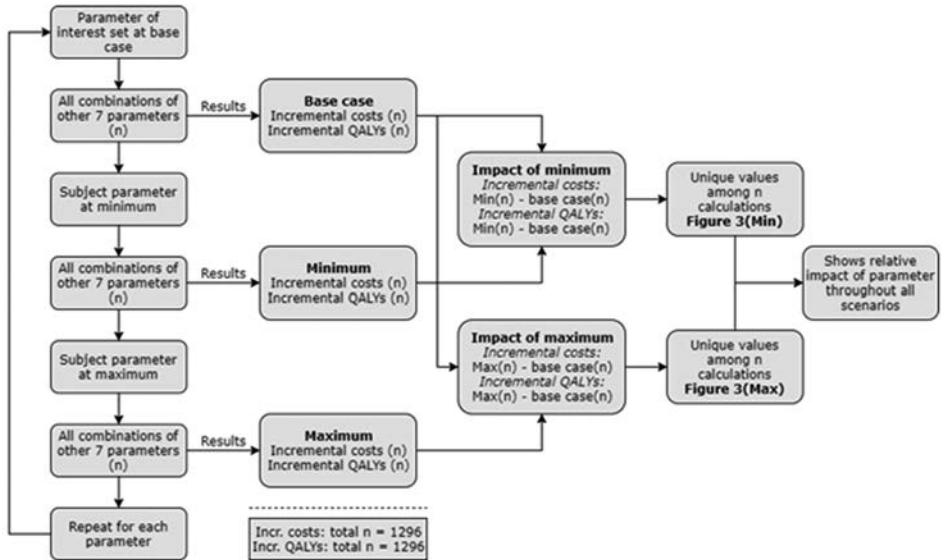 Parameter of
interest set at base
case
All combinations of
other 7 parameters
(n)
Results
Base case
Incremental costs (n)
Incremental QALYs (n)
Subject parameter
at minimum
All combinations of
other 7 parameters
(n)
Results
Minimum
Incremental costs (n)
Incremental QALYs (n)
Subject parameter
at maximum
All combinations of
other 7 parameters
(n)
Results
Maximum
Incremental costs (n)
Incremental QALYs (n)
Repeat for each
parameter
Incr. costs: total n = 1296
Incr. QALYs: total n = 1296
Impact of minimum
Incremental costs:
Min(n) - base case(n)
Incremental QALYs:
Min(n) - base case(n)
Impact of maximum
Incremental costs:
Max(n) - base case(n)
Incremental QALYs:
Max(n) - base case(n)
Unique values
among n
calculations
Figure 3(Min)
Unique values
among n
calculations
Figure 3(Max)
Shows relative
impact of parameter
throughout all
scenarios